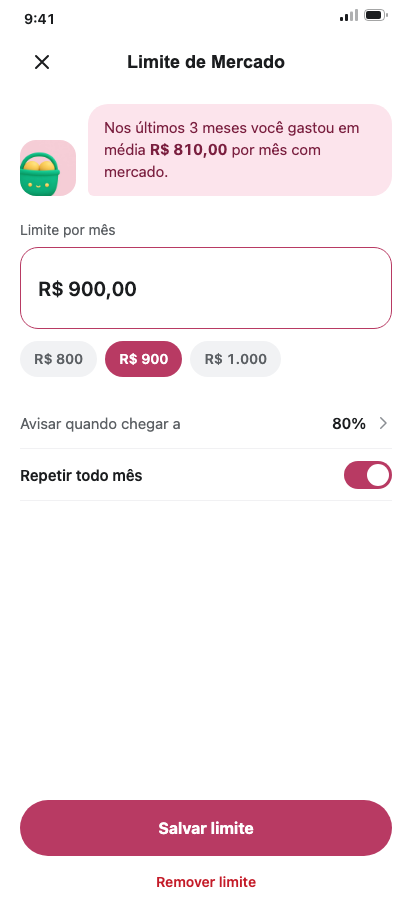 9:41
Limite de Mercado
Nos últimos 3 meses você gastou em
média R$ 810,00 por mês com
mercado.
Limite por mês
R$ 900,00
R$ 800
R$ 900
R$ 1.000
Avisar quando chegar a
80%
Repetir todo mês
Salvar limite
Remover limite